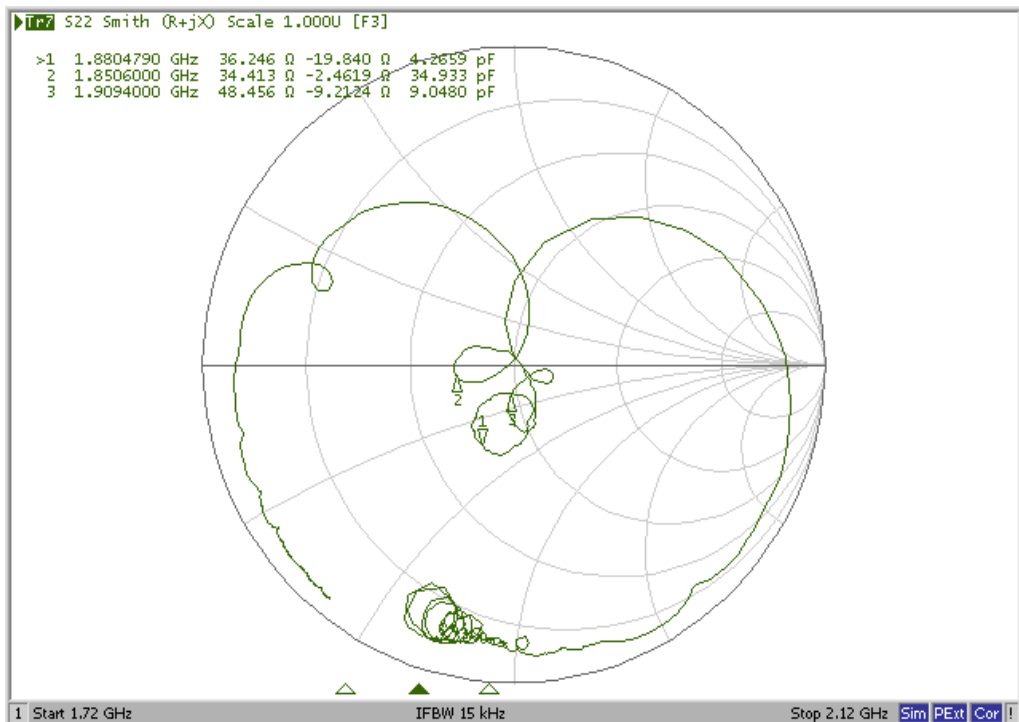 Tr7 S22 Smith (R+jX) Scale 1.000U [F3]
>1 1.8804790 GHz 36.246 Ω -19.840 Ω 4.2659 pF
2 1.8506000 GHz 34.413 Ω -2.4619 Ω 34.933 pF
3 1.9094000 GHz 48.456 Ω -9.2124 Ω 9.0480 pF
2
3
1
1 Start 1.72 GHz IFBW 15 kHz Stop 2.12 GHz Sim PExt Cor !